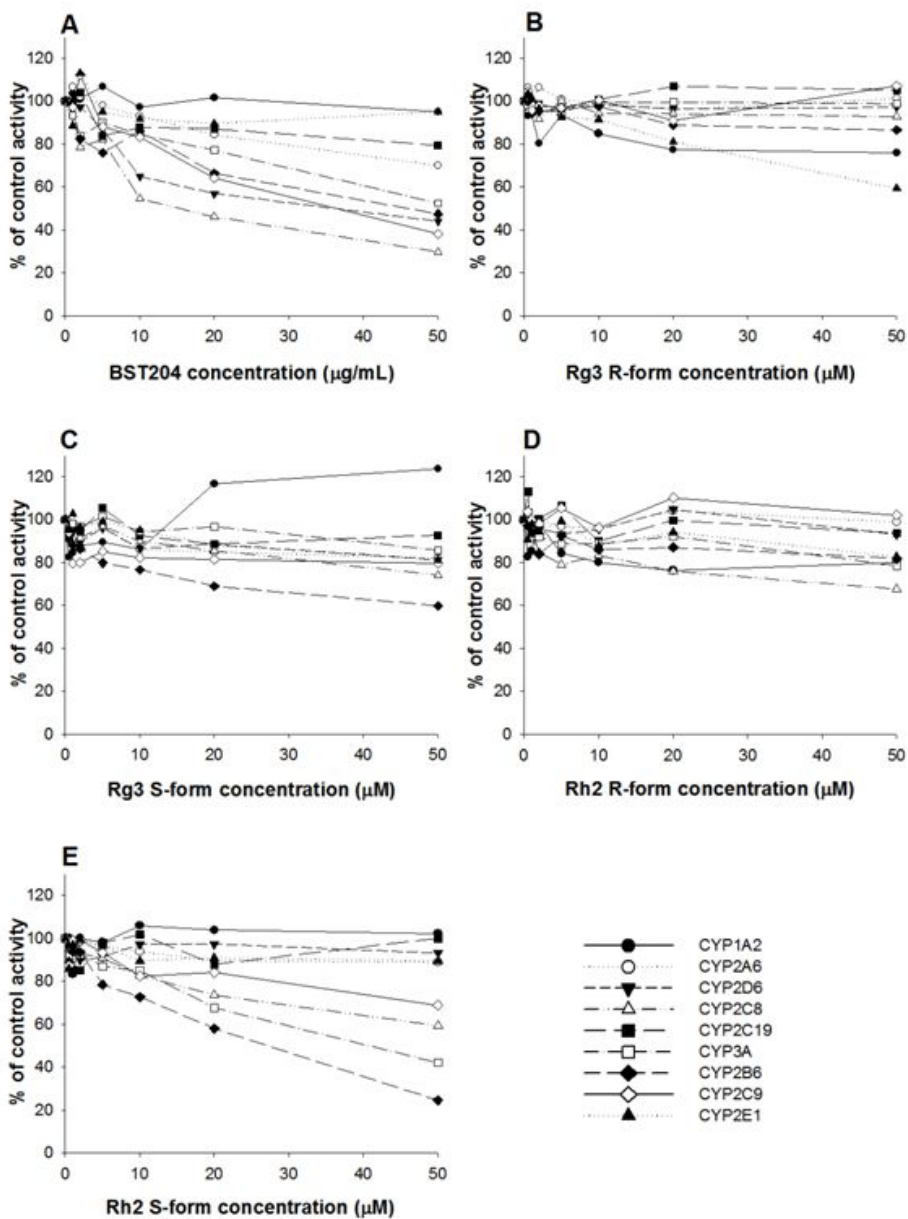 A
% of control activity
120
100
80
60
40
20
0
0 10 20 30 40 50
BST204 concentration (μg/mL)
B
% of control activity
120
100
80
60
40
20
0
0 10 20 30 40 50
Rg3 R-form concentration (μM)
C
% of control activity
120
100
80
60
40
20
0
0 10 20 30 40 50
Rg3 S-form concentration (μM)
D
% of control activity
120
100
80
60
40
20
0
0 10 20 30 40 50
Rh2 R-form concentration (μM)
E
% of control activity
120
100
80
60
40
20
0
0 10 20 30 40 50
Rh2 S-form concentration (μM)
CYP1A2
CYP2A6
CYP2D6
CYP2C8
CYP2C19
CYP3A
CYP2B6
CYP2C9
CYP2E1